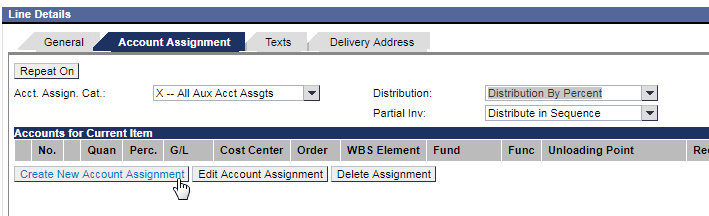 Line Details
General Account Assignment Texts Delivery Address
Repeat On
Acct. Assign. Cat.: X -- All Aux Acct Assgts Distribution: Distribution By Percent
Partial Inv: Distribute in Sequence
Accounts for Current Item
No. Quan Perc. G/L Cost Center Order WBS Element Fund Func Unloading Point Rec
Create New Account Assignment Edit Account Assignment Delete Assignment